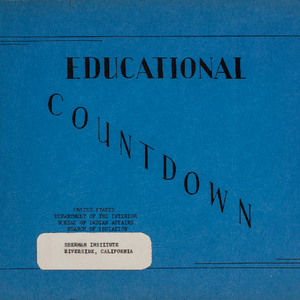 EDUCATIONAL
COUNTDOWN
UNITED STATES
DEPARTMENT OF THE INTERIOR
BUREAU OF INDIAN AFFAIRS
BRANCH OF EDUCATION
SHERMAN INSTITUTE
RIVERSIDE, CALIFORNIA